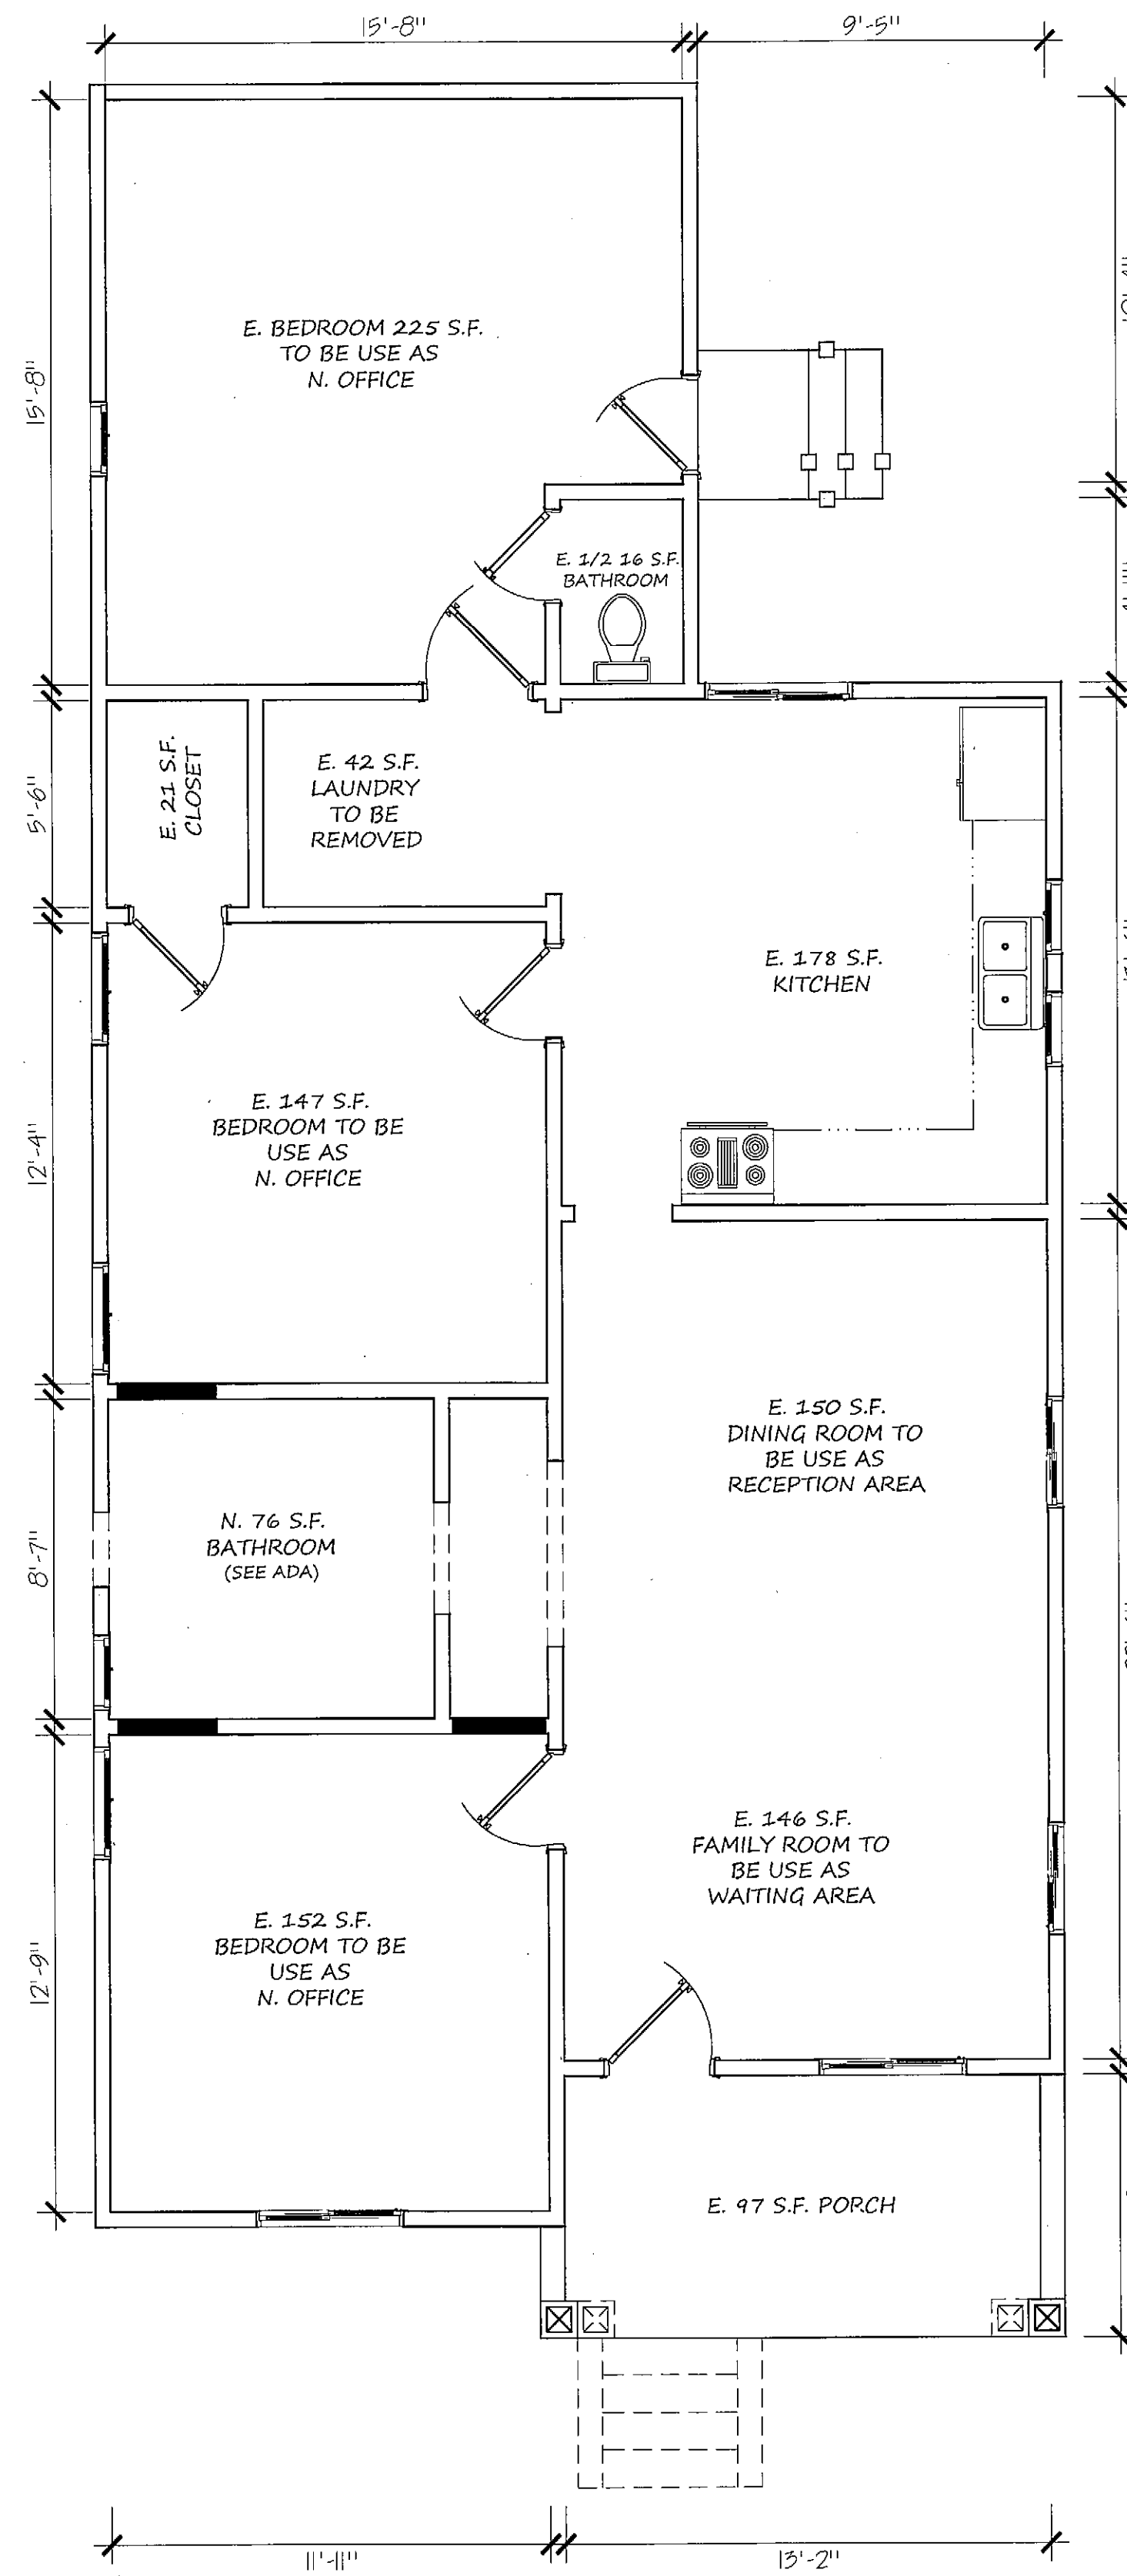 15'-8"
9'-5"
E. BEDROOM 225 S.F.
TO BE USE AS
N. OFFICE
15'-8"
E. 1/2 16 S.F.
BATHROOM
E. 21 S.F.
CLOSET
E. 42 S.F.
LAUNDRY
TO BE
REMOVED
5'-6"
E. 178 S.F.
KITCHEN
E. 147 S.F.
BEDROOM TO BE
USE AS
N. OFFICE
12'-4"
E. 150 S.F.
DINING ROOM TO
BE USE AS
RECEPTION AREA
N. 76 S.F.
BATHROOM
(SEE ADA)
8'-7"
E. 146 S.F.
FAMILY ROOM TO
BE USE AS
WAITING AREA
E. 152 S.F.
BEDROOM TO BE
USE AS
N. OFFICE
12'-9"
E. 97 S.F. PORCH
11'-11"
13'-2"